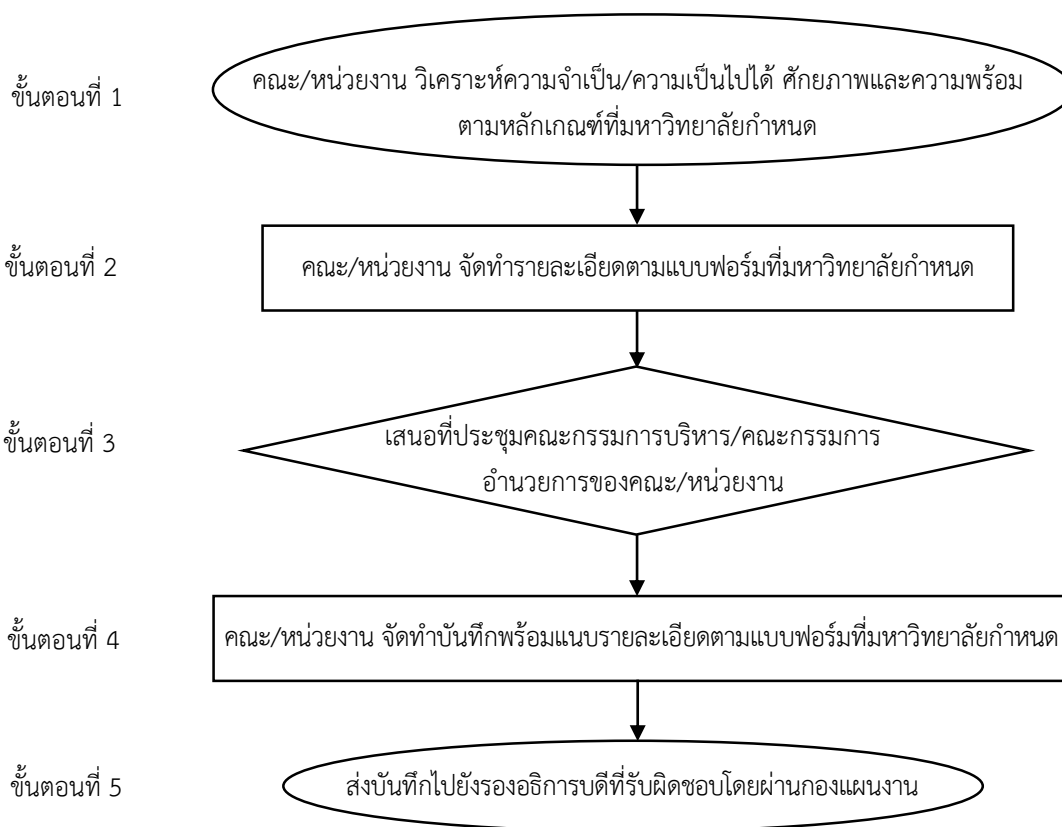 ขั้นตอนที่ 1
คณะ/หน่วยงาน วิเคราะห์ความจำเป็น/ความเป็นไปได้ ศักยภาพและความพร้อม
ตามหลักเกณฑ์ที่มหาวิทยาลัยกำหนด
ขั้นตอนที่ 2
คณะ/หน่วยงาน จัดทำรายละเอียดตามแบบฟอร์มที่มหาวิทยาลัยกำหนด
ขั้นตอนที่ 3
เสนอที่ประชุมคณะกรรมการบริหาร/คณะกรรมการ
อำนวยการของคณะ/หน่วยงาน
ขั้นตอนที่ 4
คณะ/หน่วยงาน จัดทำบันทึกพร้อมแนบรายละเอียดตามแบบฟอร์มที่มหาวิทยาลัยกำหนด
ขั้นตอนที่ 5
ส่งบันทึกไปยังรองอธิการบดีที่รับผิดชอบโดยผ่านกองแผนงาน